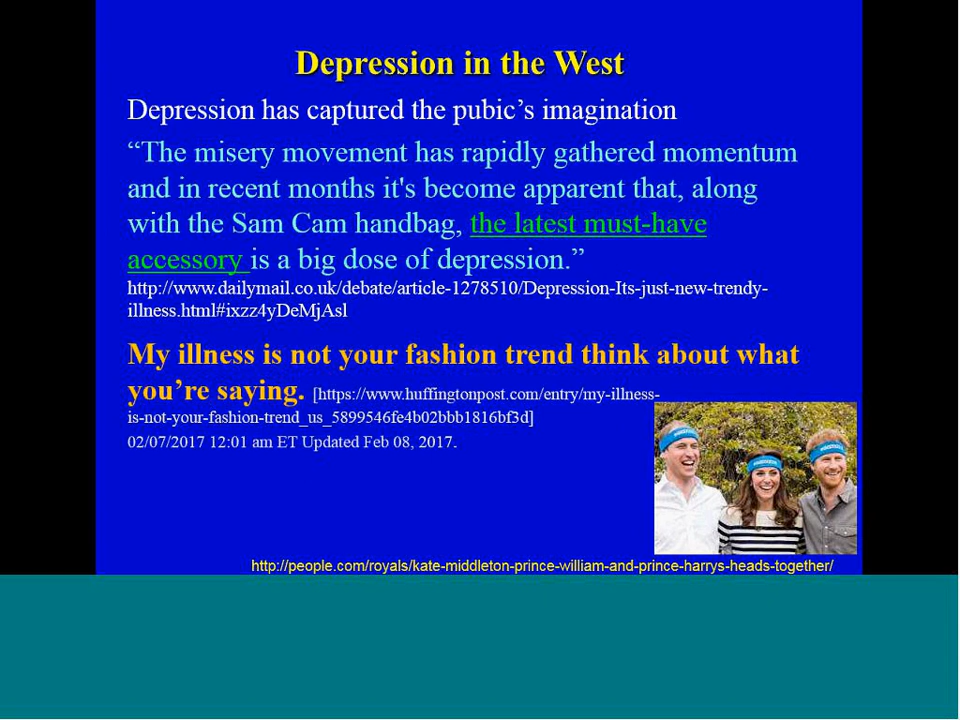 Depression in the West
Depression has captured the pubic's imagination
“The misery movement has rapidly gathered momentum
and in recent months it's become apparent that, along
with the Sam Cam handbag, the latest must-have
accessory is a big dose of depression.”
http://www.dailymail.co.uk/debate/article-1278510/Depression-Its-just-new-trendy-
illness.html#ixzz4yDeMjAsl
My illness is not your fashion trend think about what
you’re saying. [https://www.huffingtonpost.com/entry/my-illness-
is-not-your-fashion-trend_us_5899546fe4b02bbb1816bf3d]
02/07/2017 12:01 am ET Updated Feb 08, 2017.
http://people.com/royals/kate-middleton-prince-william-and-prince-harrys-heads-together/